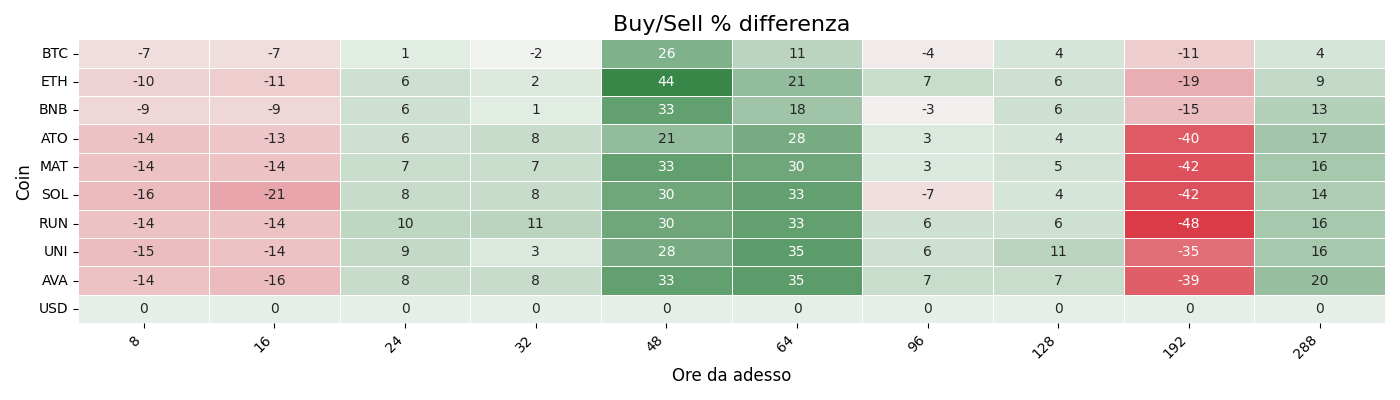 Buy/Sell % differenza
Coin
BTC -7 -7 1 -2 26 11 -4 4 -11 4
ETH -10 -11 6 2 44 21 7 6 -19 9
BNB -9 -9 6 1 33 18 -3 6 -15 13
ATO -14 -13 6 8 21 28 3 4 -40 17
MAT -14 -14 7 7 33 30 3 5 -42 16
SOL -16 -21 8 8 30 33 -7 4 -42 14
RUN -14 -14 10 11 30 33 6 6 -48 16
UNI -15 -14 9 3 28 35 6 11 -35 16
AVA -14 -16 8 8 33 35 7 7 -39 20
USD 0 0 0 0 0 0 0 0 0 0
8 16 24 32 48 64 96 128 192 288
Ore da adesso